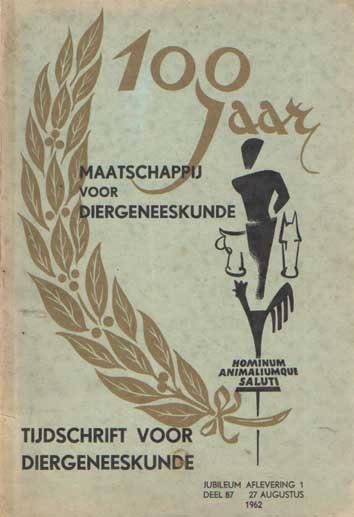 100
jaar
MAATSCHAPPIJ
VOOR
DIERGENEESKUNDE
HOMINUM
ANIMALIUMQUE
SALUTI
TIJDSCHRIFT VOOR
DIERGENEESKUNDE
JUBILEUM AFLEVERING 1
DEEL 87 27 AUGUSTUS
1962